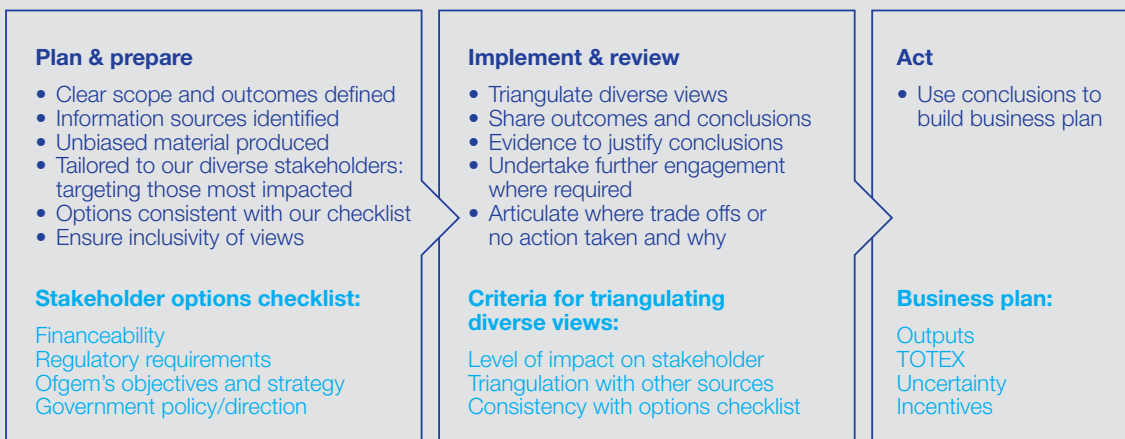 Plan & prepare
• Clear scope and outcomes defined
• Information sources identified
• Unbiased material produced
• Tailored to our diverse stakeholders:
targeting those most impacted
• Options consistent with our checklist
• Ensure inclusivity of views
Stakeholder options checklist:
Financeability
Regulatory requirements
Ofgem's objectives and strategy
Government policy/direction
Implement & review
• Triangulate diverse views
• Share outcomes and conclusions
• Evidence to justify conclusions
• Undertake further engagement
where required
• Articulate where trade offs or
no action taken and why
Criteria for triangulating
diverse views:
Level of impact on stakeholder
Triangulation with other sources
Consistency with options checklist
Act
• Use conclusions to
build business plan
Business plan:
Outputs
TOTEX
Uncertainty
Incentives